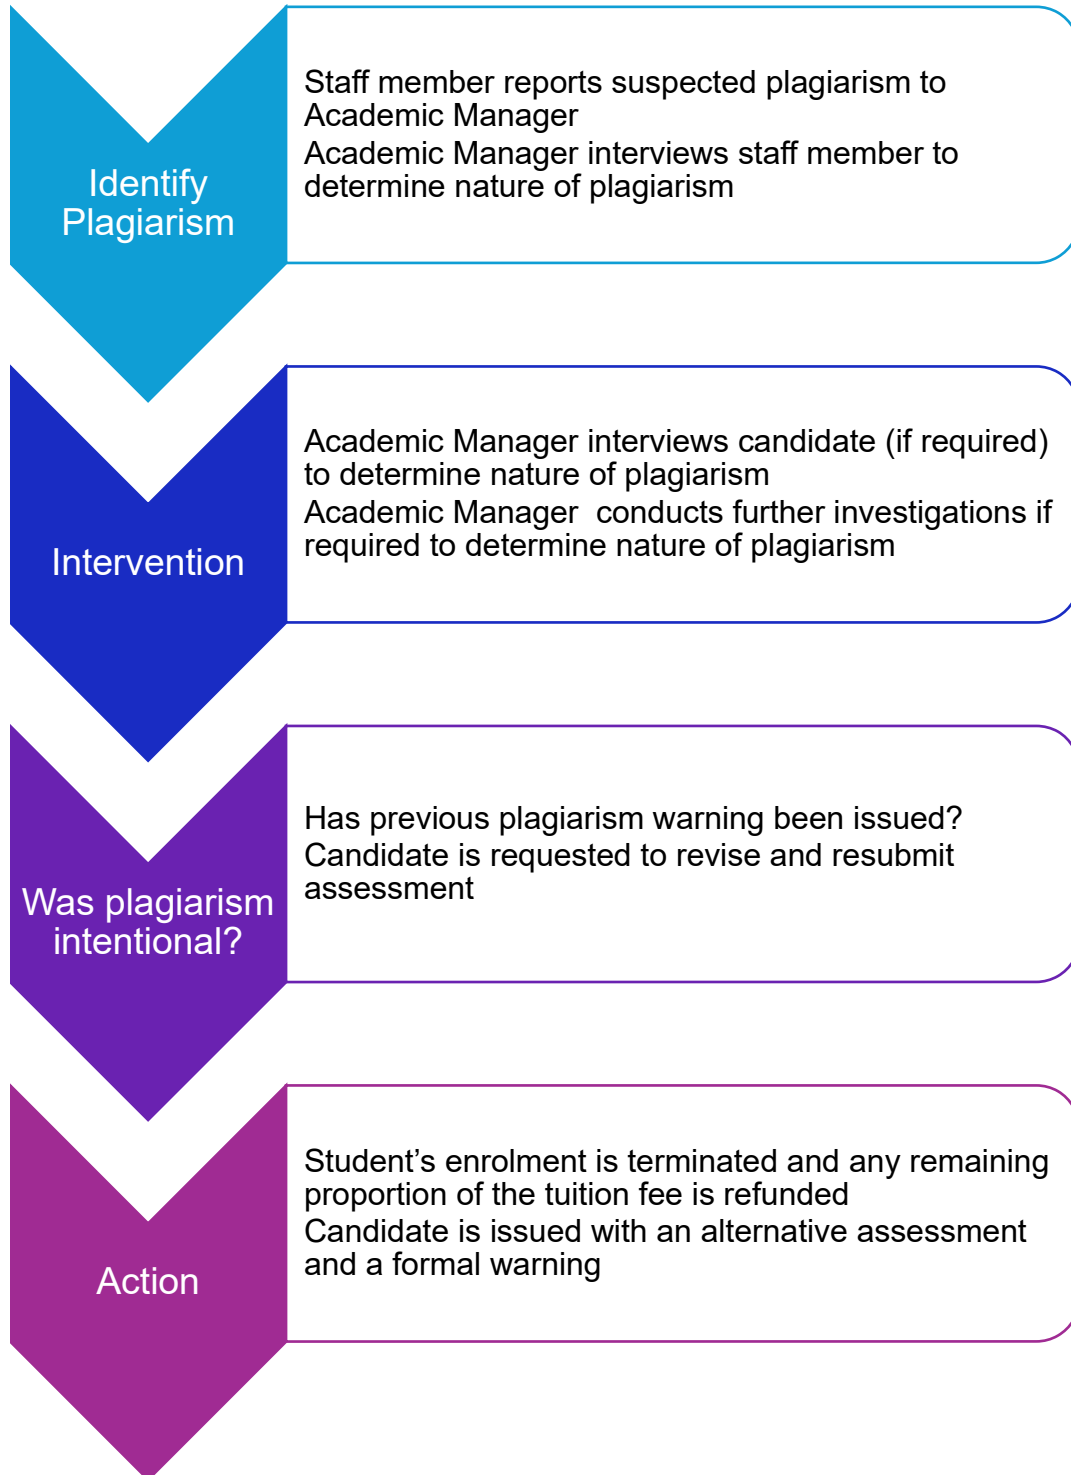 Identify
Plagiarism
Staff member reports suspected plagiarism to
Academic Manager
Academic Manager interviews staff member to
determine nature of plagiarism
Intervention
Academic Manager interviews candidate (if required)
to determine nature of plagiarism
Academic Manager  conducts further investigations if
required to determine nature of plagiarism
Was plagiarism
intentional?
Has previous plagiarism warning been issued?
Candidate is requested to revise and resubmit
assessment
Action
Student’s enrolment is terminated and any remaining
proportion of the tuition fee is refunded
Candidate is issued with an alternative assessment
and a formal warning